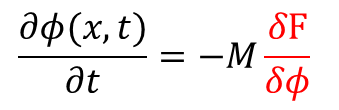 ∂ϕ(x, t)/∂t = −M δF/δϕ